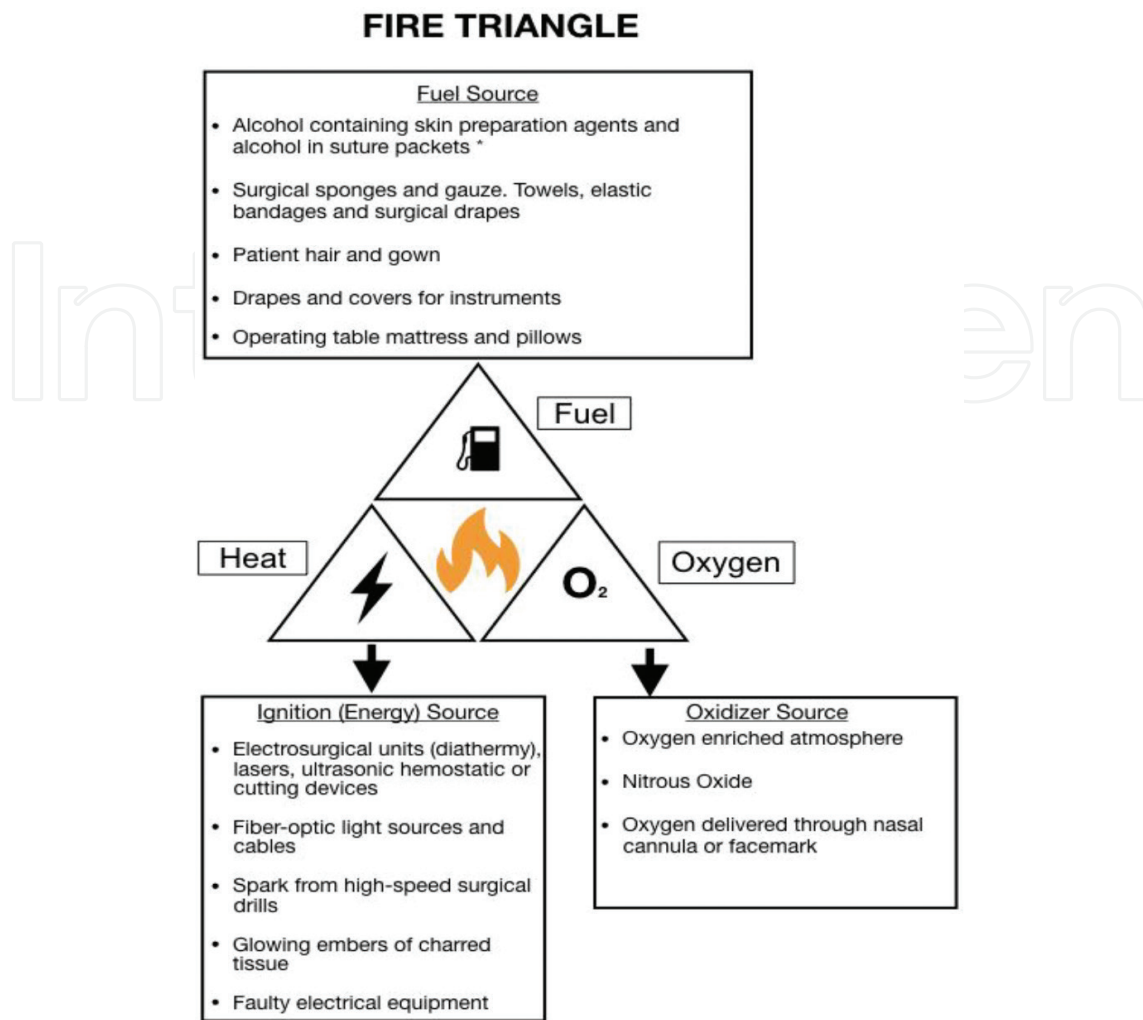 FIRE TRIANGLE
Fuel Source
• Alcohol containing skin preparation agents and
alcohol in suture packets *
• Surgical sponges and gauze. Towels, elastic
bandages and surgical drapes
• Patient hair and gown
• Drapes and covers for instruments
• Operating table mattress and pillows
Fuel
Heat
O₂
Oxygen
Ignition (Energy) Source
• Electrosurgical units (diathermy),
lasers, ultrasonic hemostatic or
cutting devices
• Fiber-optic light sources and
cables
• Spark from high-speed surgical
drills
• Glowing embers of charred
tissue
• Faulty electrical equipment
Oxidizer Source
• Oxygen enriched atmosphere
• Nitrous Oxide
• Oxygen delivered through nasal
cannula or facemark